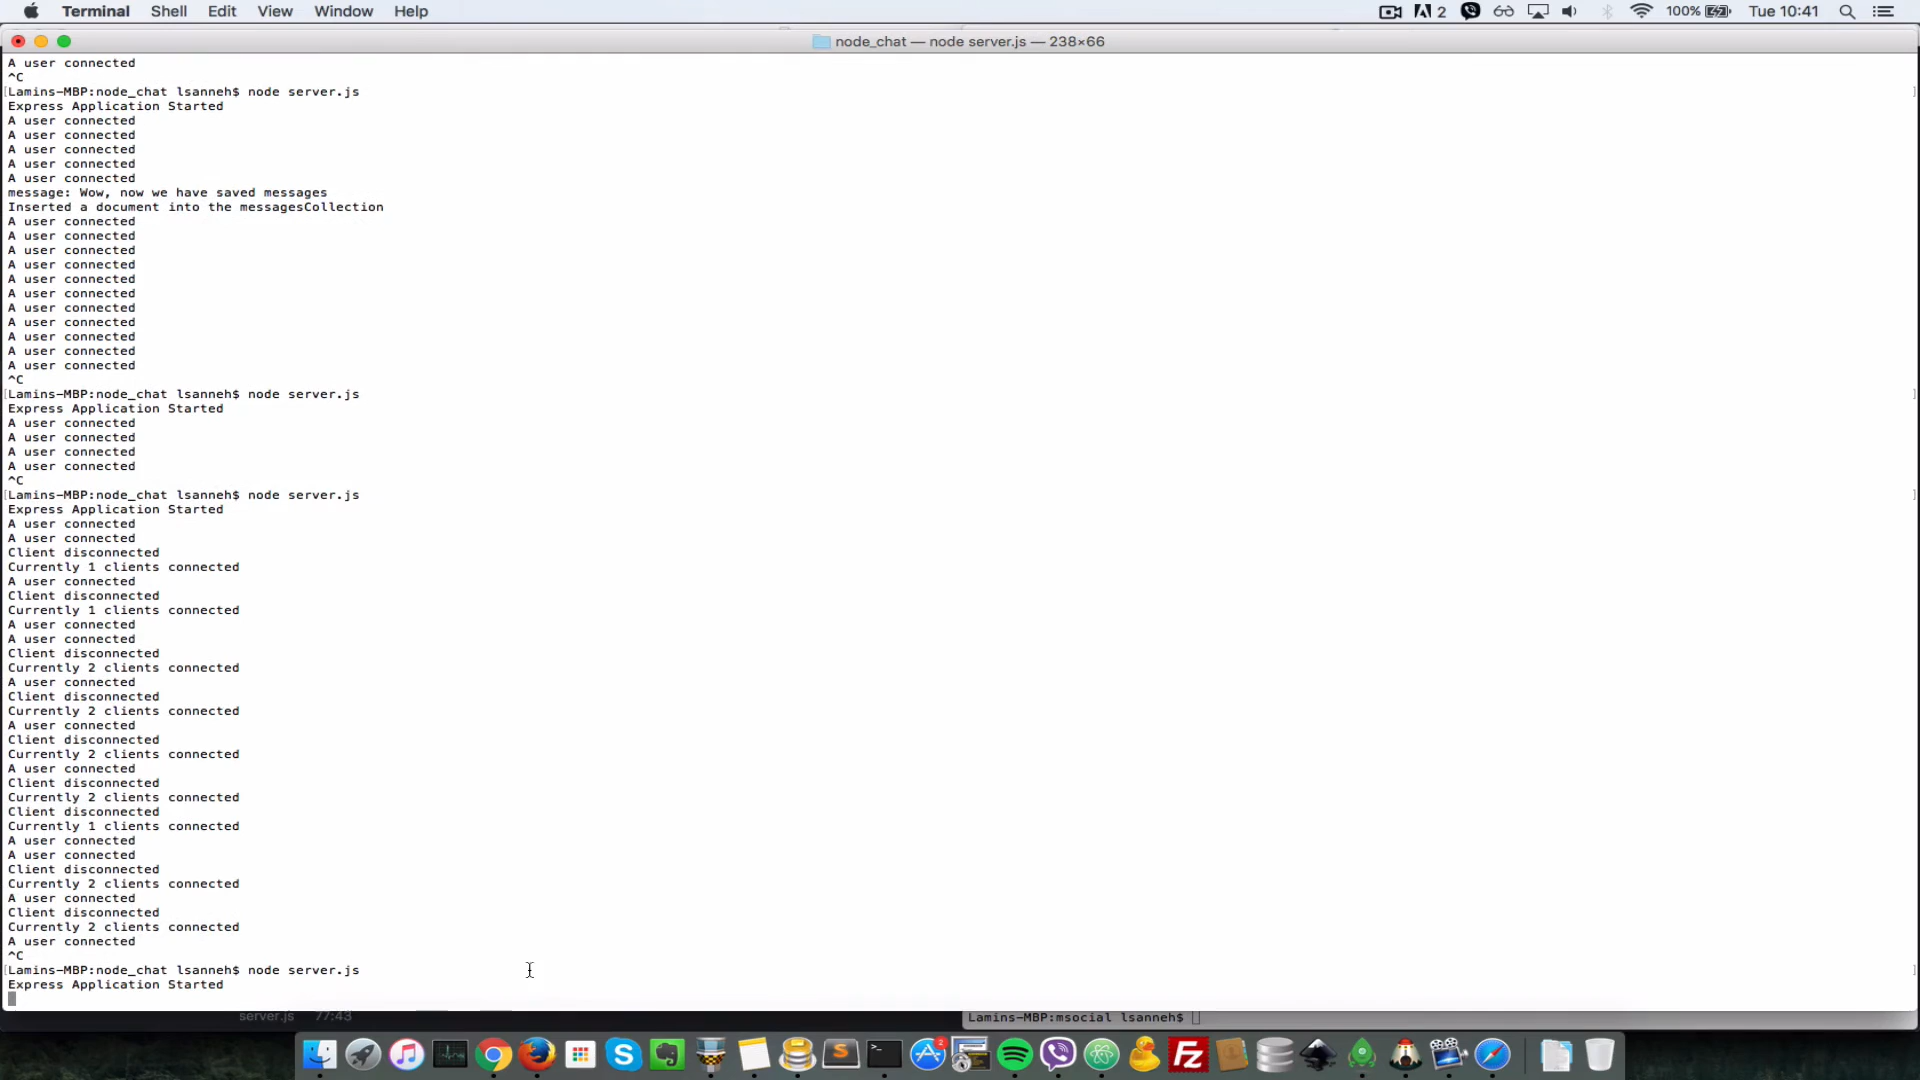 Terminal Shell Edit View Window Help 2 100% Tue 10:41
node_chat — node server.js — 238×66
A user connected
^C
[Lamins-MBP:node_chat lsanneh$ node server.js ]
Express Application Started
A user connected
A user connected
A user connected
A user connected
A user connected
message: Wow, now we have saved messages
Inserted a document into the messagesCollection
A user connected
A user connected
A user connected
A user connected
A user connected
A user connected
A user connected
A user connected
A user connected
A user connected
A user connected
^C
[Lamins-MBP:node_chat lsanneh$ node server.js ]
Express Application Started
A user connected
A user connected
A user connected
A user connected
^C
[Lamins-MBP:node_chat lsanneh$ node server.js ]
Express Application Started
A user connected
A user connected
Client disconnected
Currently 1 clients connected
A user connected
Client disconnected
Currently 1 clients connected
A user connected
A user connected
Client disconnected
Currently 2 clients connected
A user connected
Client disconnected
Currently 2 clients connected
A user connected
Client disconnected
Currently 2 clients connected
A user connected
Client disconnected
Currently 2 clients connected
Client disconnected
Currently 1 clients connected
A user connected
A user connected
Client disconnected
Currently 2 clients connected
A user connected
Client disconnected
Currently 2 clients connected
A user connected
^C
[Lamins-MBP:node_chat lsanneh$ node server.js ]
Express Application Started
server.js 77:43
Lamins-MBP:msocial lsanneh$